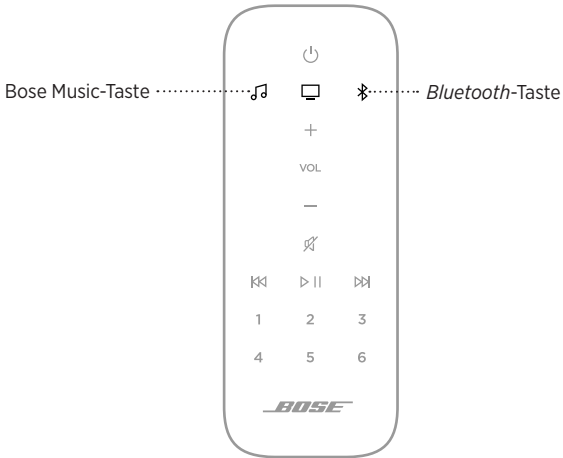 Bose Music-Taste
Bluetooth-Taste
VOL
1 2 3
4 5 6
BOSE